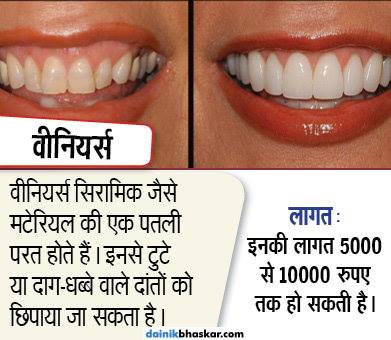 वीनियर्स
वीनियर्स सिरामिक जैसे
मटेरियल की एक पतली
परत होते हैं। इनसे टुटे
या दाग-धब्बे वाले दांतों को
छिपाया जा सकता है।
लागत :
इनकी लागत 5000
से 10000 रुपए
तक हो सकती है।
dainikbhaskar.com